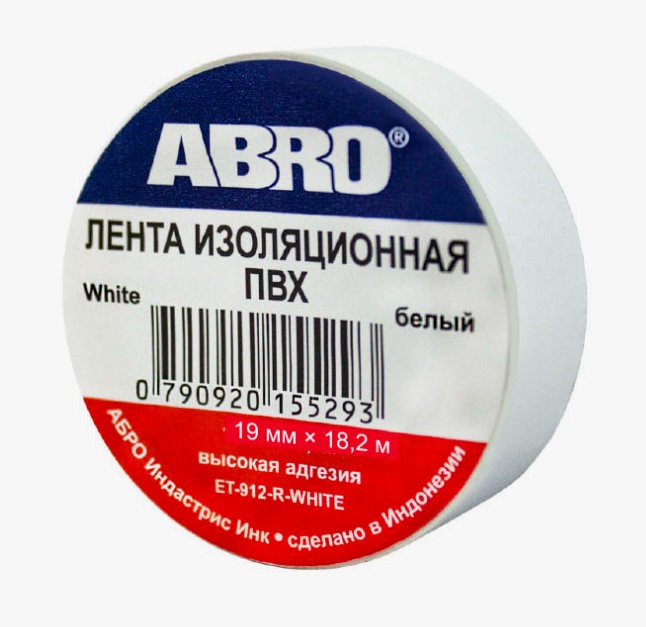 ABRO®
ЛЕНТА ИЗОЛЯЦИОННАЯ
ПВХ
White
белый
0 790920 155293
19 мм × 18,2 м
высокая адгезия
ET-912-R-WHITE
АБРО Индастрис Инк • сделано в Индонезии